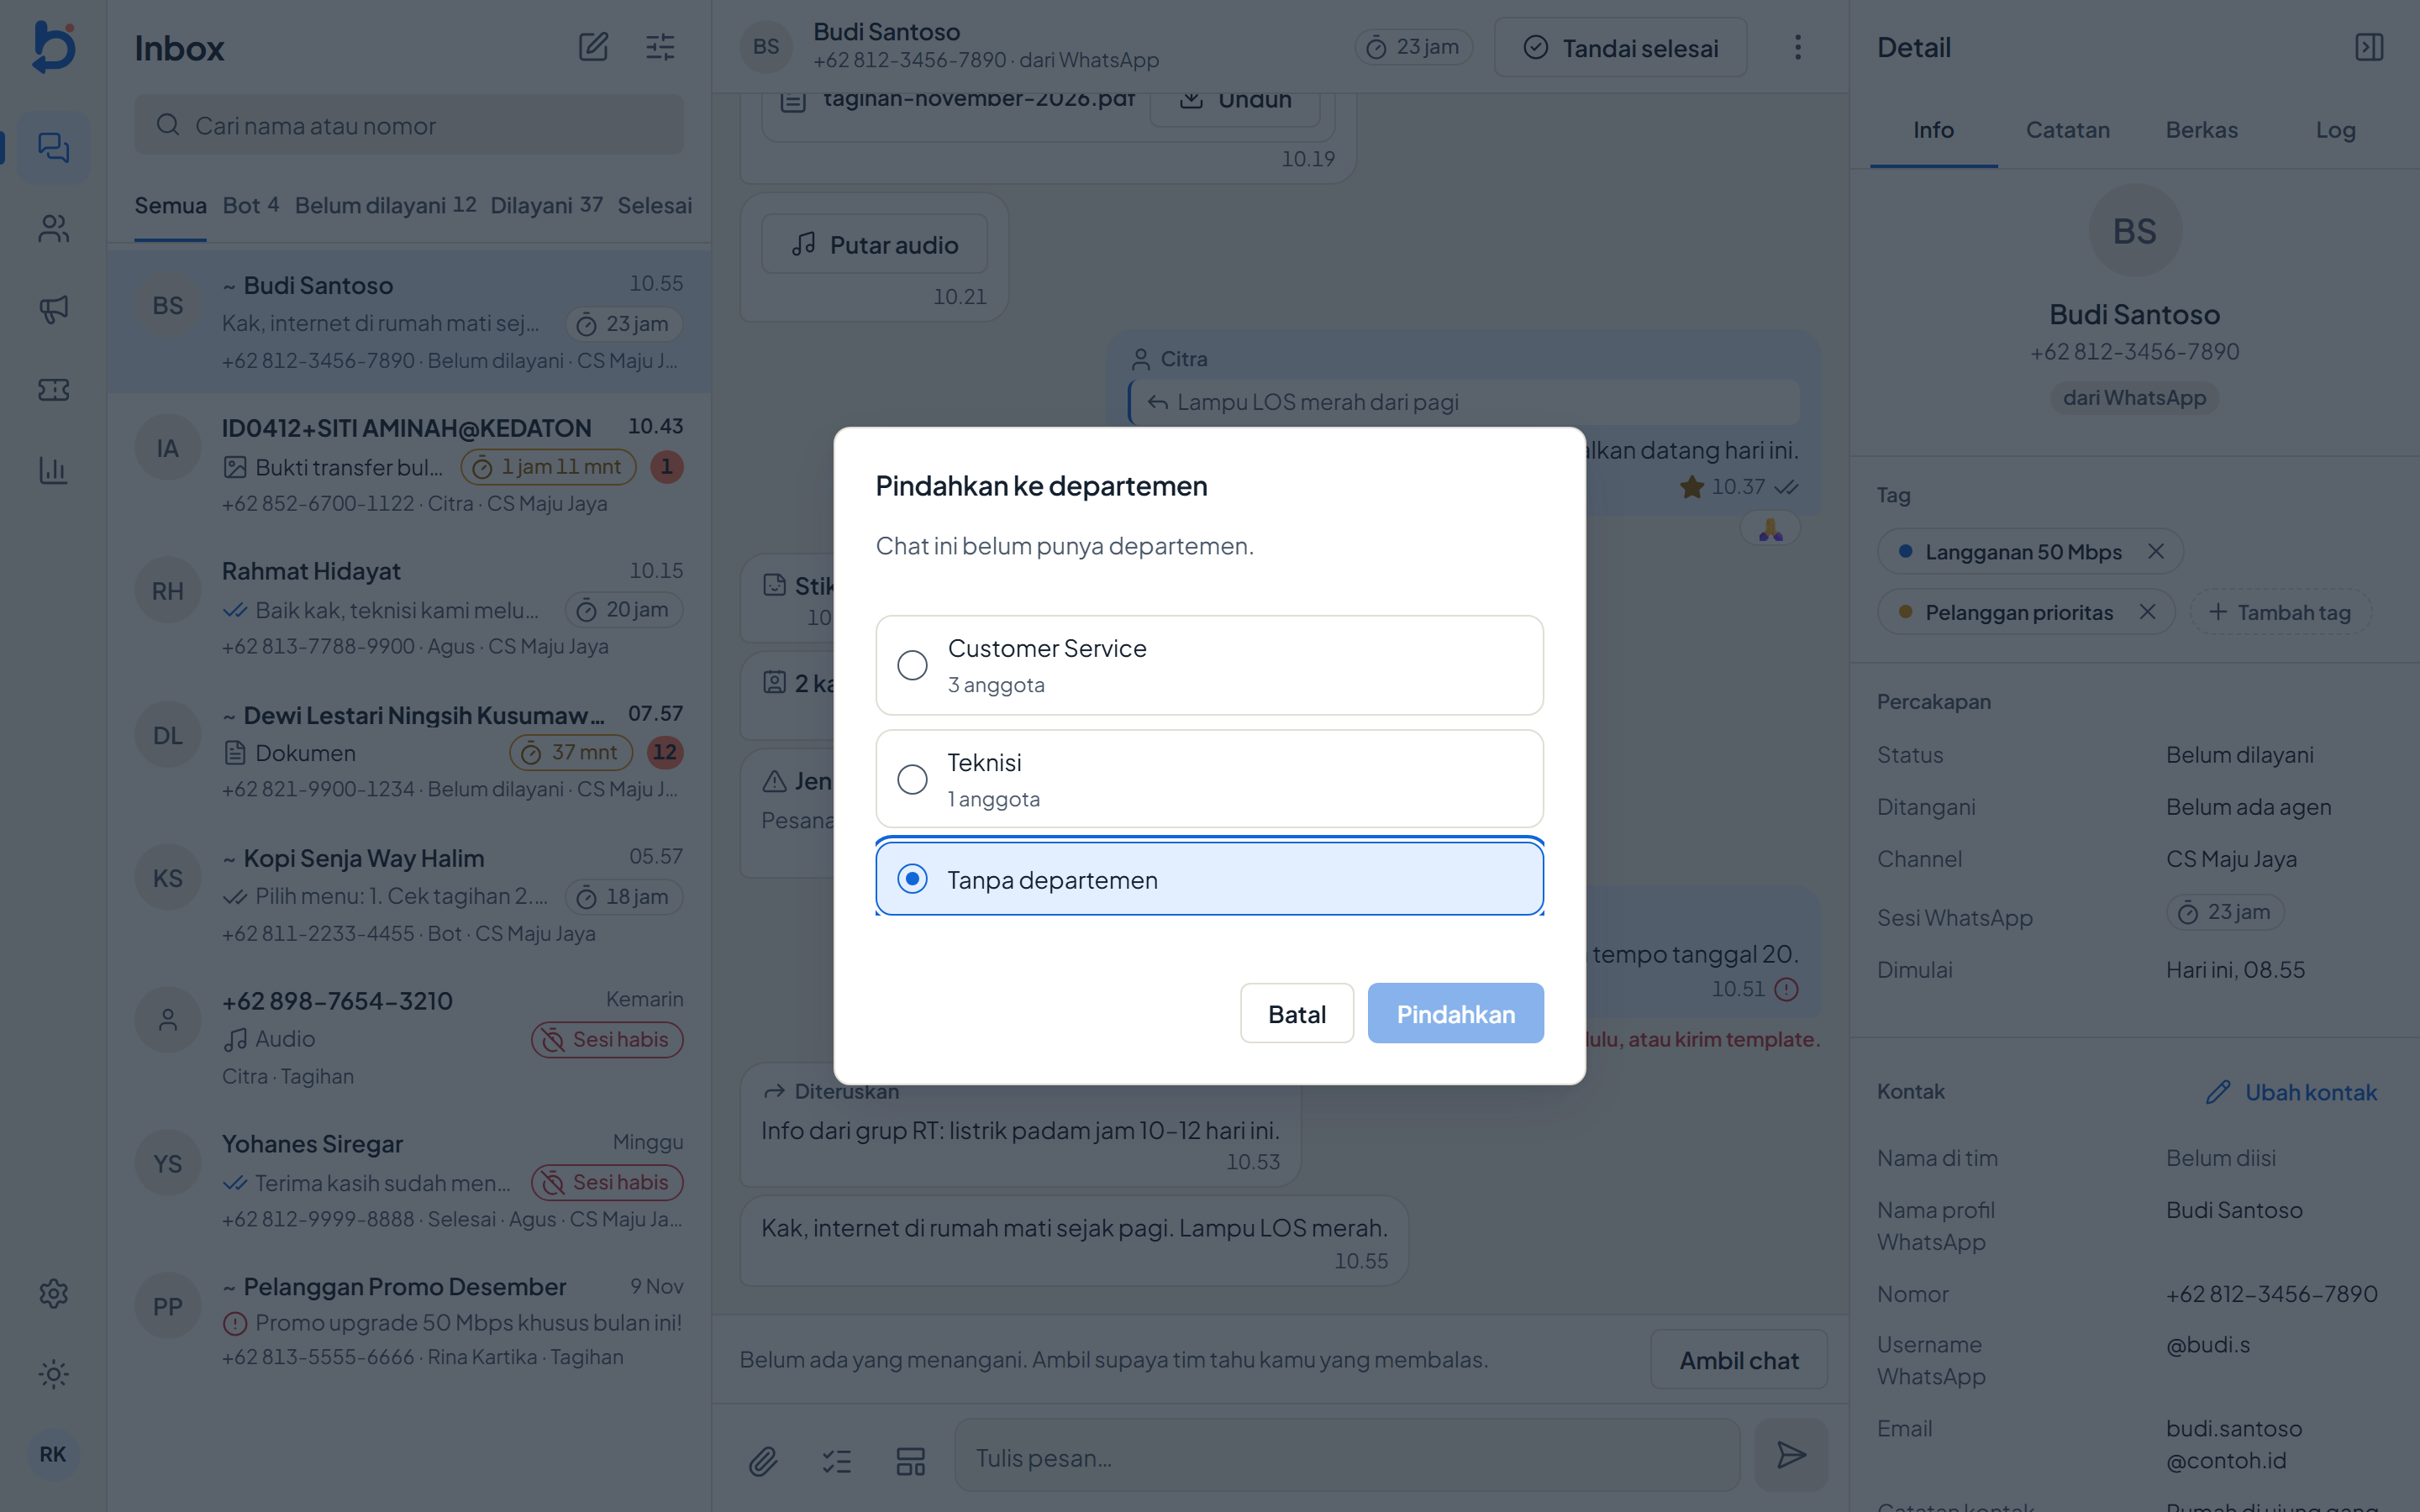 Inbox
Cari nama atau nomor
Semua
Bot 4
Belum dilayani 12
Dilayani 37
Selesai
BS
~ Budi Santoso
10.55
Kak, internet di rumah mati sej...
23 jam
+62 812-3456-7890 · Belum dilayani · CS Maju J...
IA
ID0412+SITI AMINAH@KEDATON
10.43
Bukti transfer bul...
1 jam 11 mnt
1
+62 852-6700-1122 · Citra · CS Maju Jaya
RH
Rahmat Hidayat
10.15
Baik kak, teknisi kami melu...
20 jam
+62 813-7788-9900 · Agus · CS Maju Jaya
DL
~ Dewi Lestari Ningsih Kusumaw...
07.57
Dokumen
37 mnt
12
+62 821-9900-1234 · Belum dilayani · CS Maju J...
KS
~ Kopi Senja Way Halim
05.57
Pilih menu: 1. Cek tagihan 2....
18 jam
+62 811-2233-4455 · Bot · CS Maju Jaya
+62 898-7654-3210
Kemarin
Audio
Sesi habis
Citra · Tagihan
YS
Yohanes Siregar
Minggu
Terima kasih sudah men...
Sesi habis
+62 812-9999-8888 · Selesai · Agus · CS Maju Ja...
PP
~ Pelanggan Promo Desember
9 Nov
Promo upgrade 50 Mbps khusus bulan ini!
+62 813-5555-6666 · Rina Kartika · Tagihan
RK
BS
Budi Santoso
+62 812-3456-7890 · dari WhatsApp
23 jam
Tandai selesai
tagihan-november-2026.pdf
Unduh
10.19
Putar audio
10.21
Citra
Lampu LOS merah dari pagi
datang hari ini.
10.37
10
2
Pindahkan ke departemen
Chat ini belum punya departemen.
Customer Service
3 anggota
Teknisi
1 anggota
Tanpa departemen
Batal
Pindahkan
tempo tanggal 20.
10.51
atau kirim template.
Diteruskan
Info dari grup RT: listrik padam jam 10–12 hari ini.
10.53
Kak, internet di rumah mati sejak pagi. Lampu LOS merah.
10.55
Belum ada yang menangani. Ambil supaya tim tahu kamu yang membalas.
Ambil chat
Tulis pesan...
Detail
Info
Catatan
Berkas
Log
BS
Budi Santoso
+62 812-3456-7890
dari WhatsApp
Tag
Langganan 50 Mbps
Pelanggan prioritas
Tambah tag
Percakapan
Status
Belum dilayani
Ditangani
Belum ada agen
Channel
CS Maju Jaya
Sesi WhatsApp
23 jam
Dimulai
Hari ini, 08.55
Kontak
Ubah kontak
Nama di tim
Belum diisi
Nama profil
WhatsApp
Budi Santoso
Nomor
+62 812-3456-7890
Username
WhatsApp
@budi.s
Email
budi.santoso
@contoh.id
Catatan kontak
Rumah di ujung gang